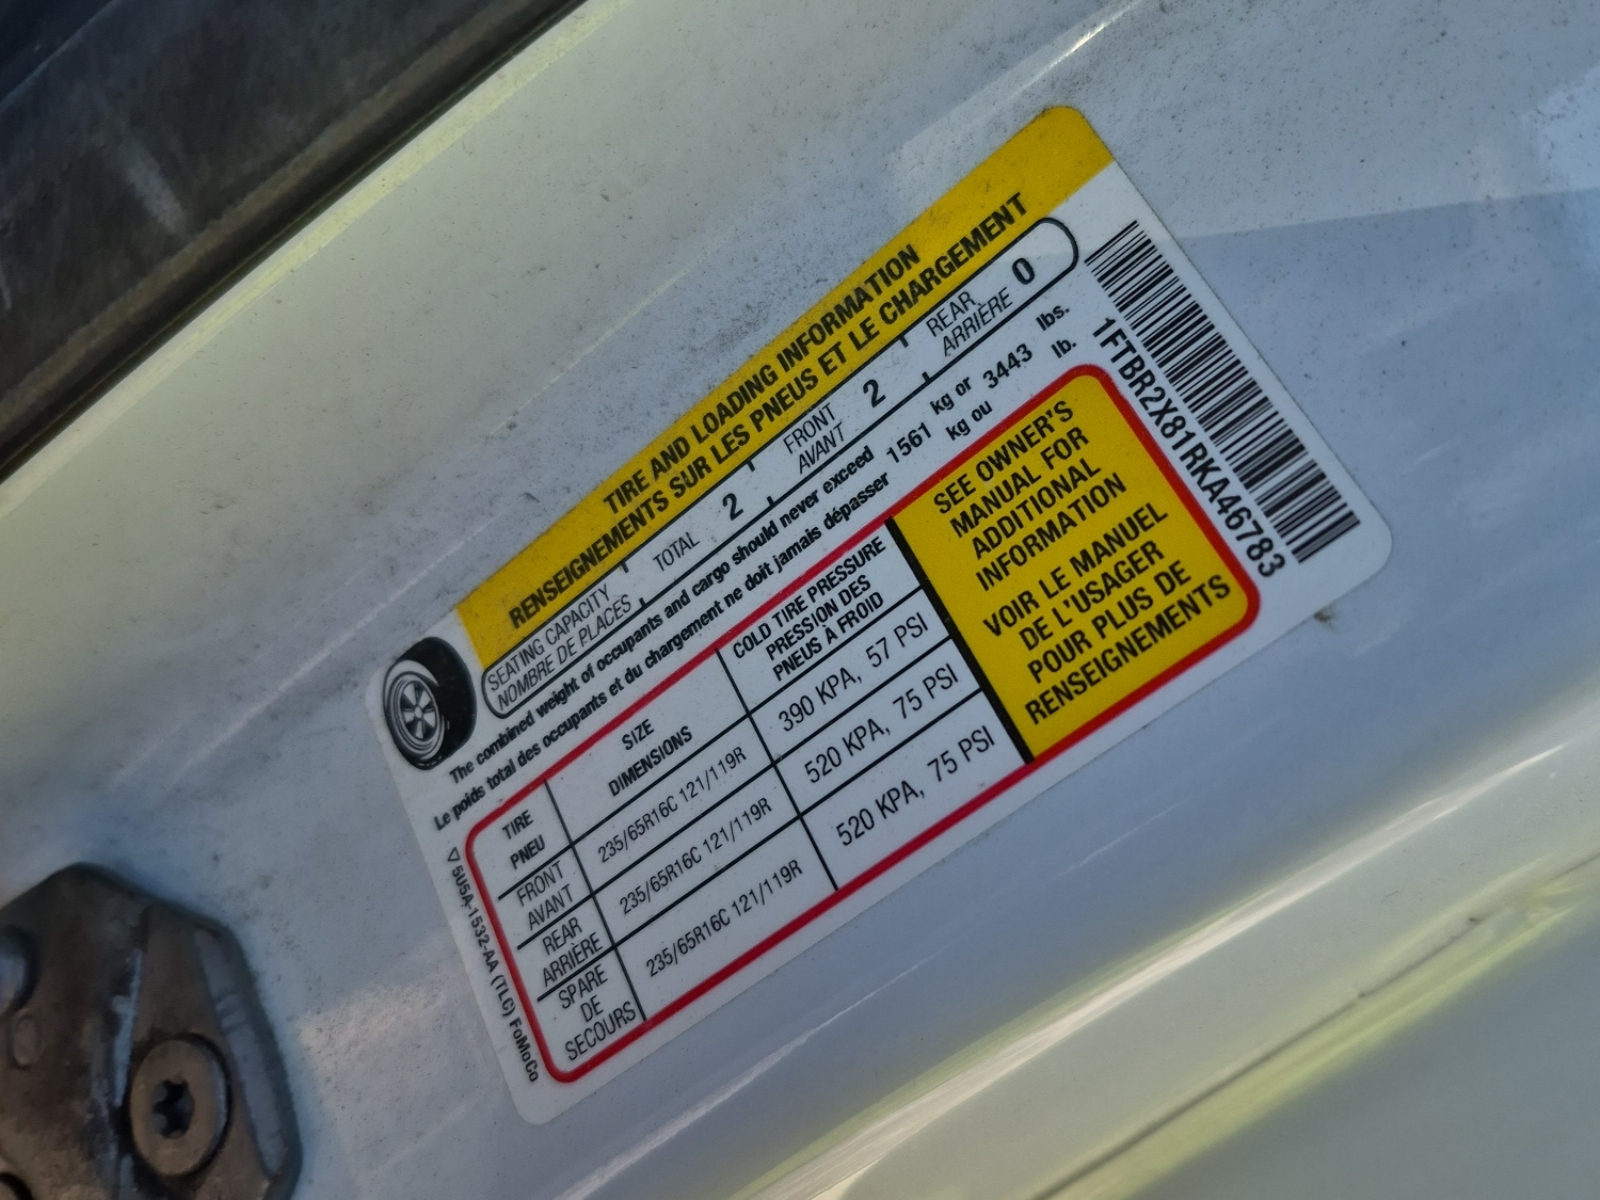 TIRE AND LOADING INFORMATION
RENSEIGNEMENTS SUR LES PNEUS ET LE CHARGEMENT
SEATING CAPACITY
NOMBRE DE PLACES
TOTAL 2
FRONT
AVANT
2
REAR
ARRIÈRE
0
The combined weight of occupants and cargo should never exceed
Le poids total des occupants et du chargement ne doit jamais dépasser
1561
kg or
kg ou
3443
lbs.
lb.
TIRE
PNEU
SIZE
DIMENSIONS
COLD TIRE PRESSURE
PRESSION DES
PNEUS À FROID
FRONT
AVANT
235/65R16C 121/119R
390 KPA, 57 PSI
REAR
ARRIÈRE
235/65R16C 121/119R
520 KPA, 75 PSI
SPARE
DE
SECOURS
235/65R16C 121/119R
520 KPA, 75 PSI
SEE OWNER'S
MANUAL FOR
ADDITIONAL
INFORMATION
VOIR LE MANUEL
DE L'USAGER
POUR PLUS DE
RENSEIGNEMENTS
1FTBR2X81RKA46783
5U5A-1532-AA (TLC) FoMoCo